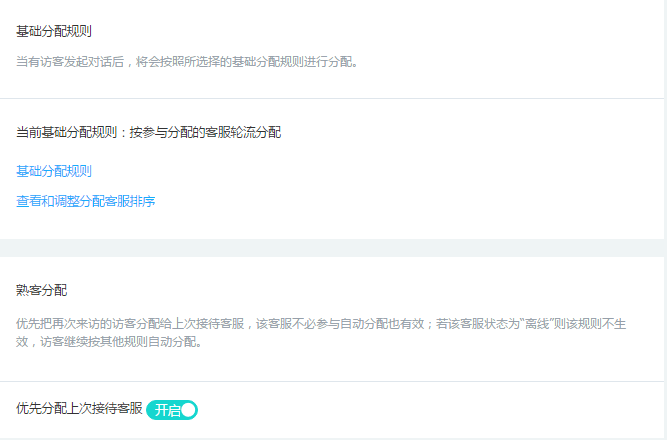 基础分配规则
当有访客发起对话后，将会按照所选择的基础分配规则进行分配。
当前基础分配规则：按参与分配的客服轮流分配
基础分配规则
查看和调整分配客服排序
熟客分配
优先把再次来访的访客分配给上次接待客服，该客服不必参与自动分配也有效；若该客服状态为“离线”则该规则不生
效，访客继续按其他规则自动分配。
优先分配上次接待客服 开启